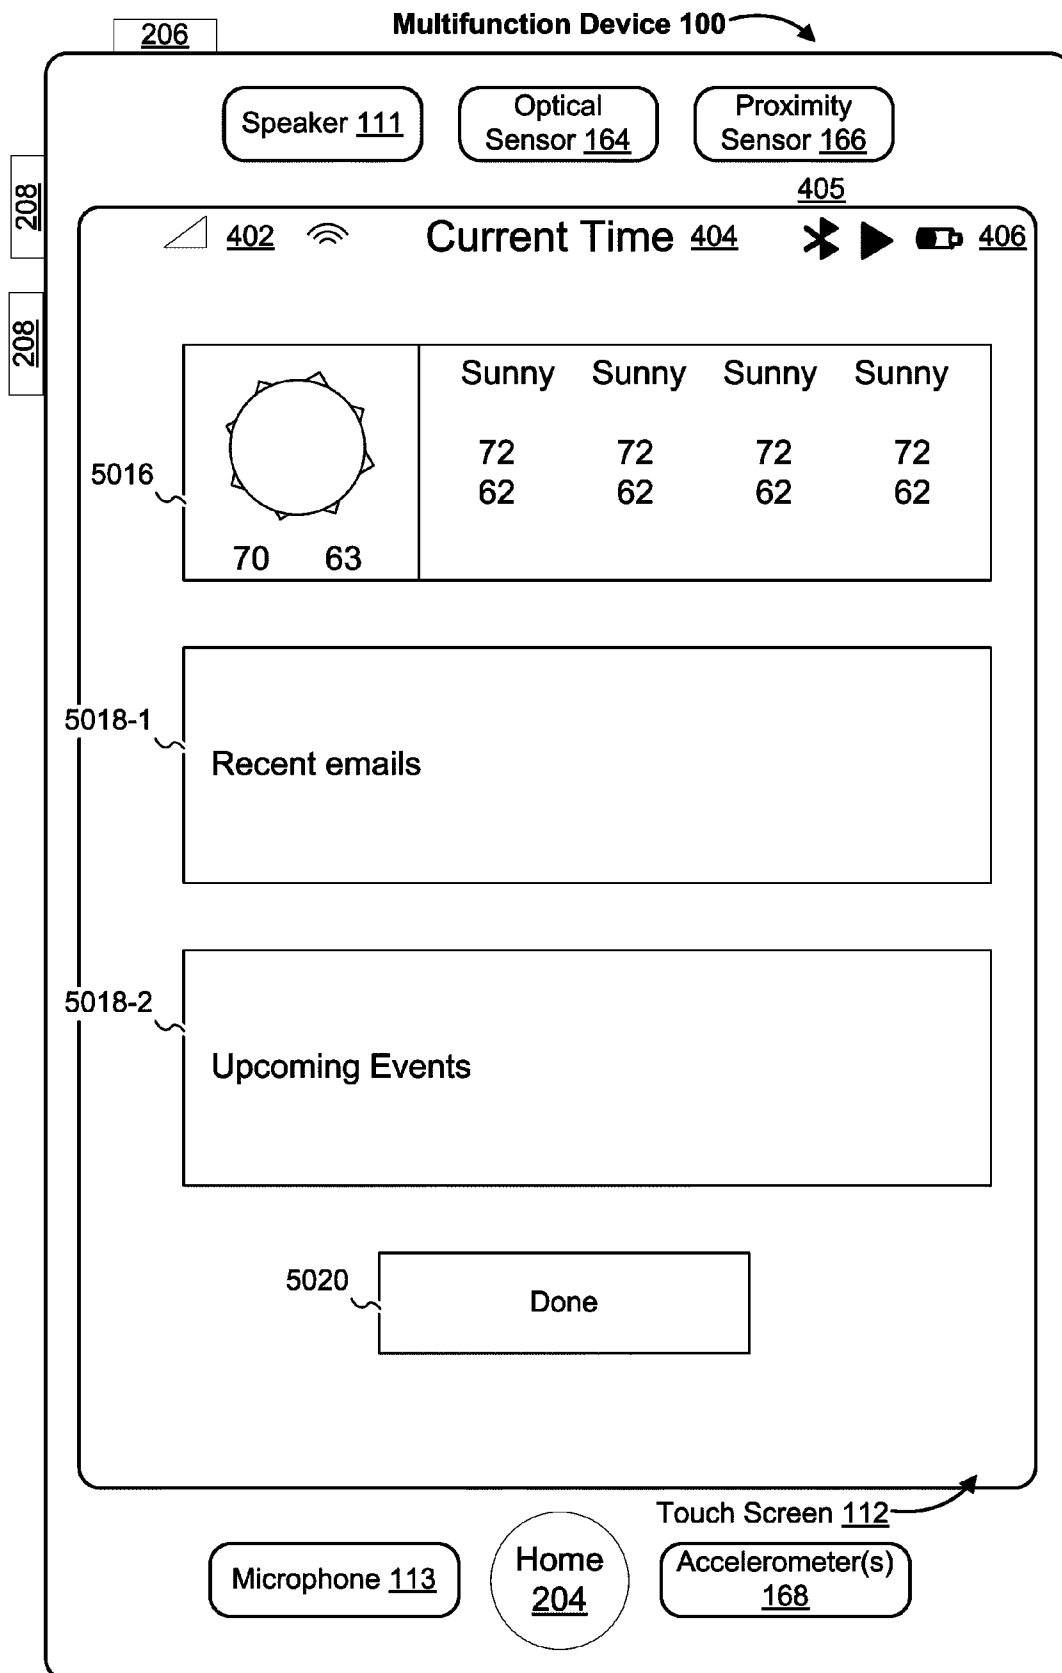 Multifunction Device 100
206
Speaker 111
Optical
Sensor 164
Proximity
Sensor 166
208
208
405
402
Current Time 404
406
5016
70 63
Sunny Sunny Sunny Sunny
72 72 72 72
62 62 62 62
5018-1
Recent emails
5018-2
Upcoming Events
5020
Done
Touch Screen 112
Microphone 113
Home
204
Accelerometer(s)
168